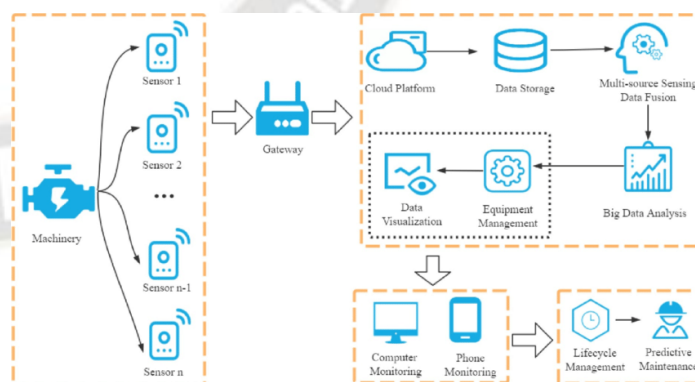 Sensor 1
Sensor 2
...
Machinery
Sensor n-1
Sensor n
Gateway
Cloud Platform
Data Storage
Multi-source Sensing
Data Fusion
Data
Visualization
Equipment
Management
Big Data Analysis
Computer
Monitoring
Phone
Monitoring
Lifecycle
Management
Predictive
Maintenance